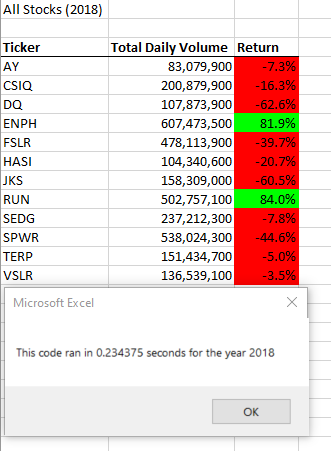 All Stocks (2018)
Ticker Total Daily Volume Return
AY 83,079,900 -7.3%
CSIQ 200,879,900 -16.3%
DQ 107,873,900 -62.6%
ENPH 607,473,500 81.9%
FSLR 478,113,900 -39.7%
HASI 104,340,600 -20.7%
JKS 158,309,000 -60.5%
RUN 502,757,100 84.0%
SEDG 237,212,300 -7.8%
SPWR 538,024,300 -44.6%
TERP 151,434,700 -5.0%
VSLR 136,539,100 -3.5%
Microsoft Excel
This code ran in 0.234375 seconds for the year 2018
OK